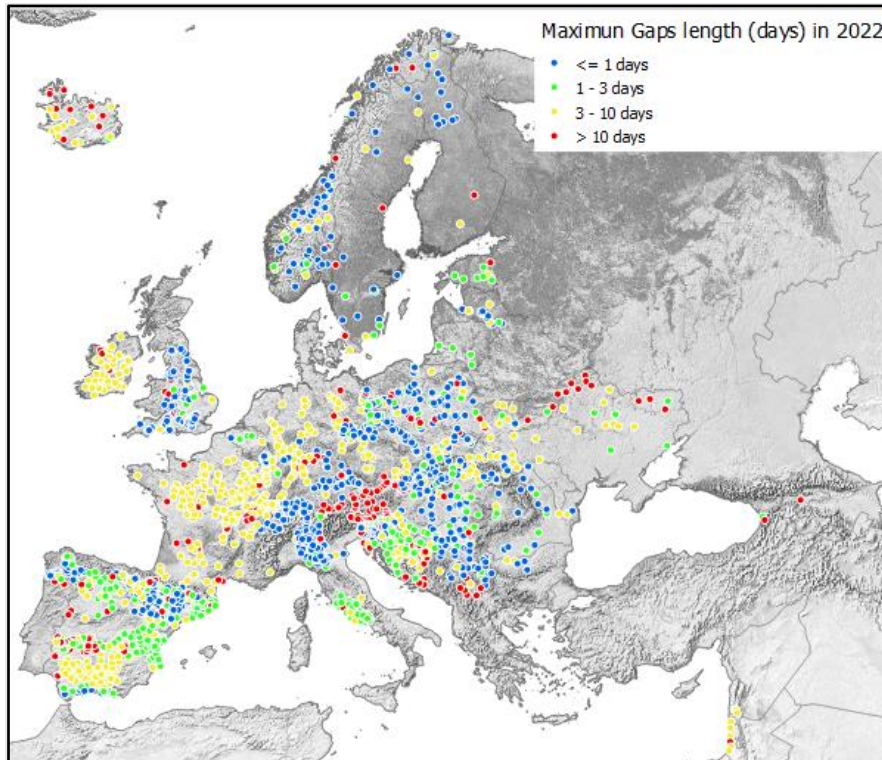 Maximun Gaps length (days) in 2022
<= 1 days
1 - 3 days
3 - 10 days
> 10 days